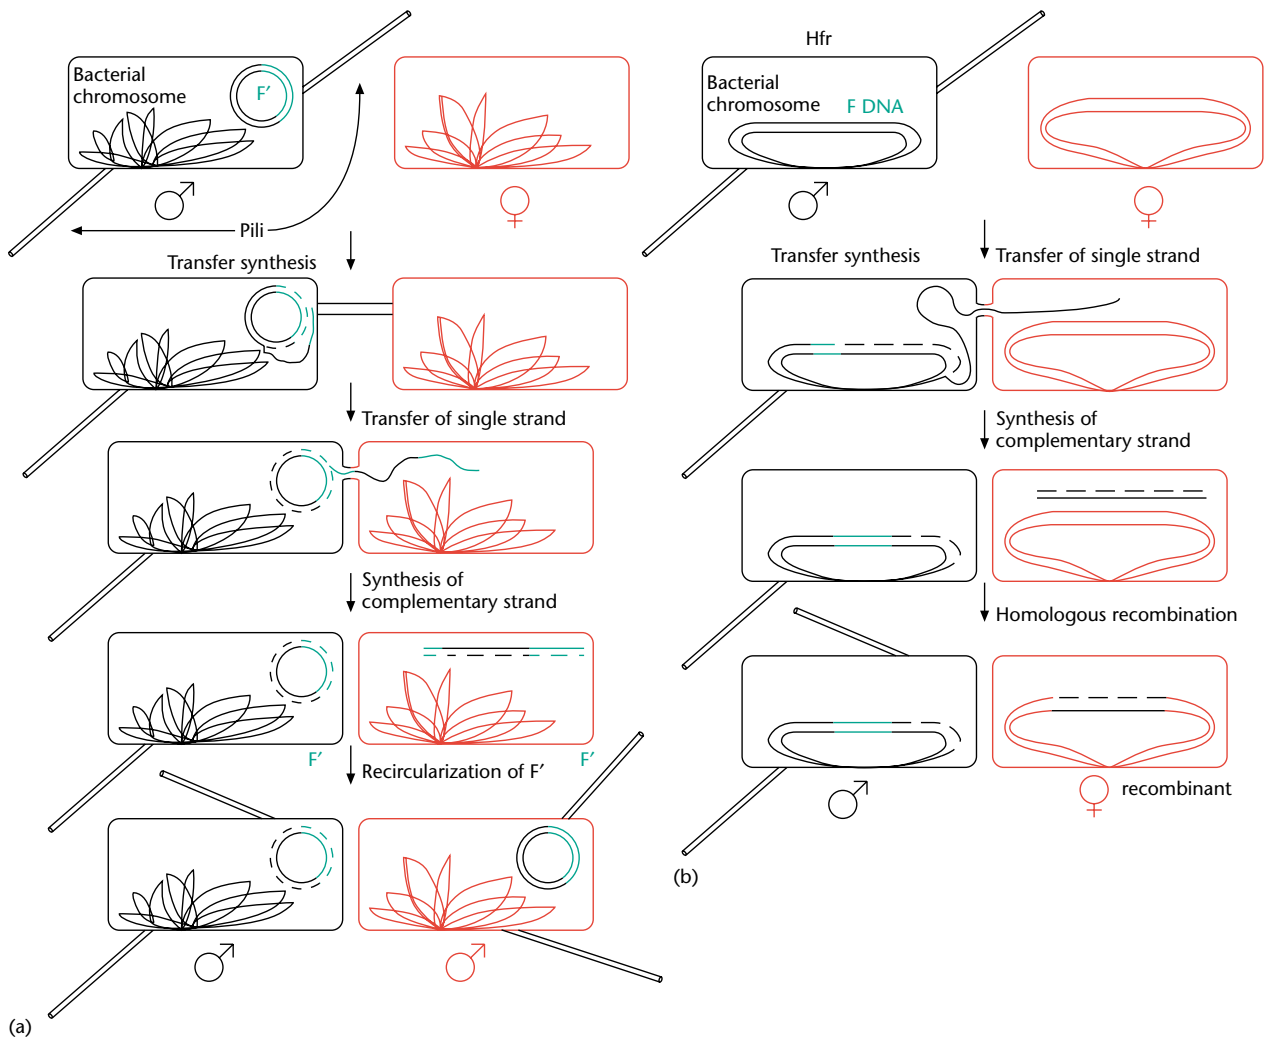 Bacterial
chromosome
F′
Pili
Transfer synthesis
Transfer of single strand
Synthesis of
complementary strand
F′
F′
Recircularization of F′
(a)
Hfr
Bacterial
chromosome
F DNA
Transfer synthesis
Transfer of single strand
Synthesis of
complementary strand
Homologous recombination
recombinant
(b)